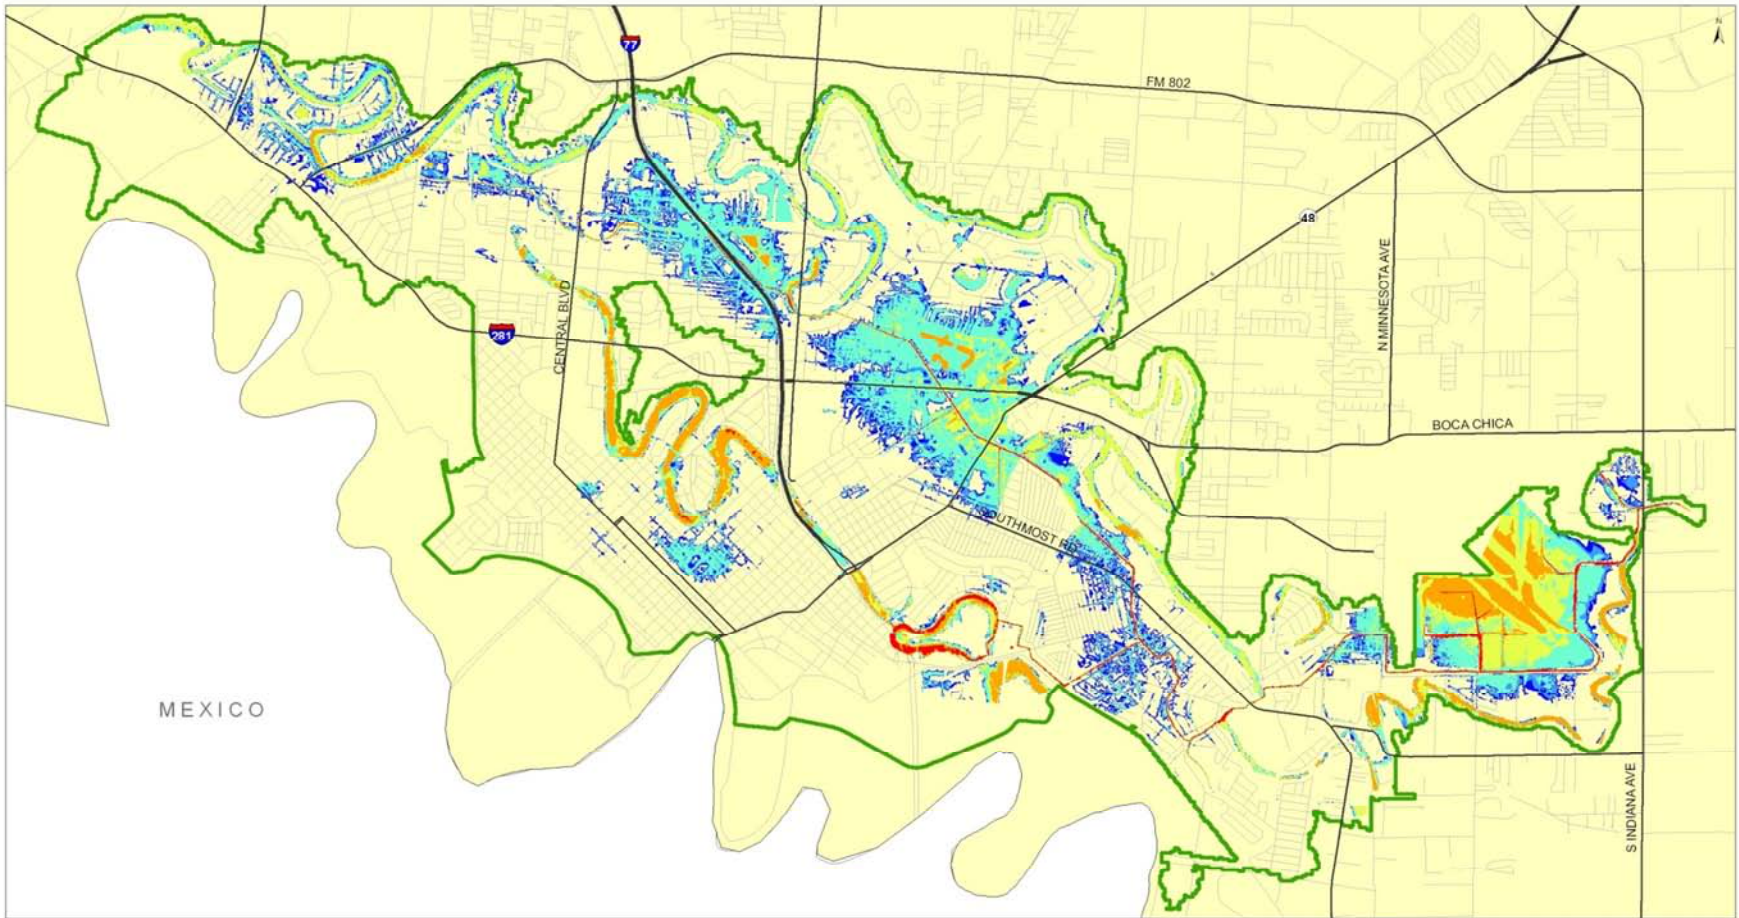 N
77
FM 802
48
N MINNESOTA AVE
CENTRAL BLVD
281
BOCA CHICA
SOUTHMOST RD
MEXICO
S INDIANA AVE